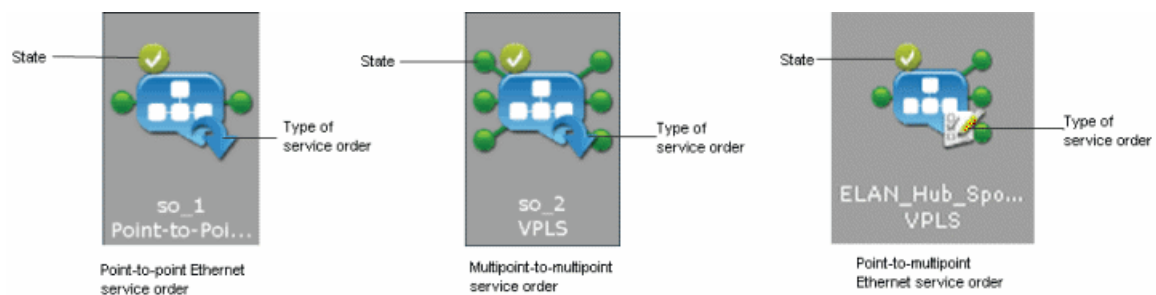 State
Type of
service order
so_1
Point-to-Poi...
Point-to-point Ethernet
service order
State
Type of
service order
so_2
VPLS
Multipoint-to-multipoint
service order
State
Type of
service order
ELAN_Hub_Spo...
VPLS
Point-to-multipoint
Ethernet service order